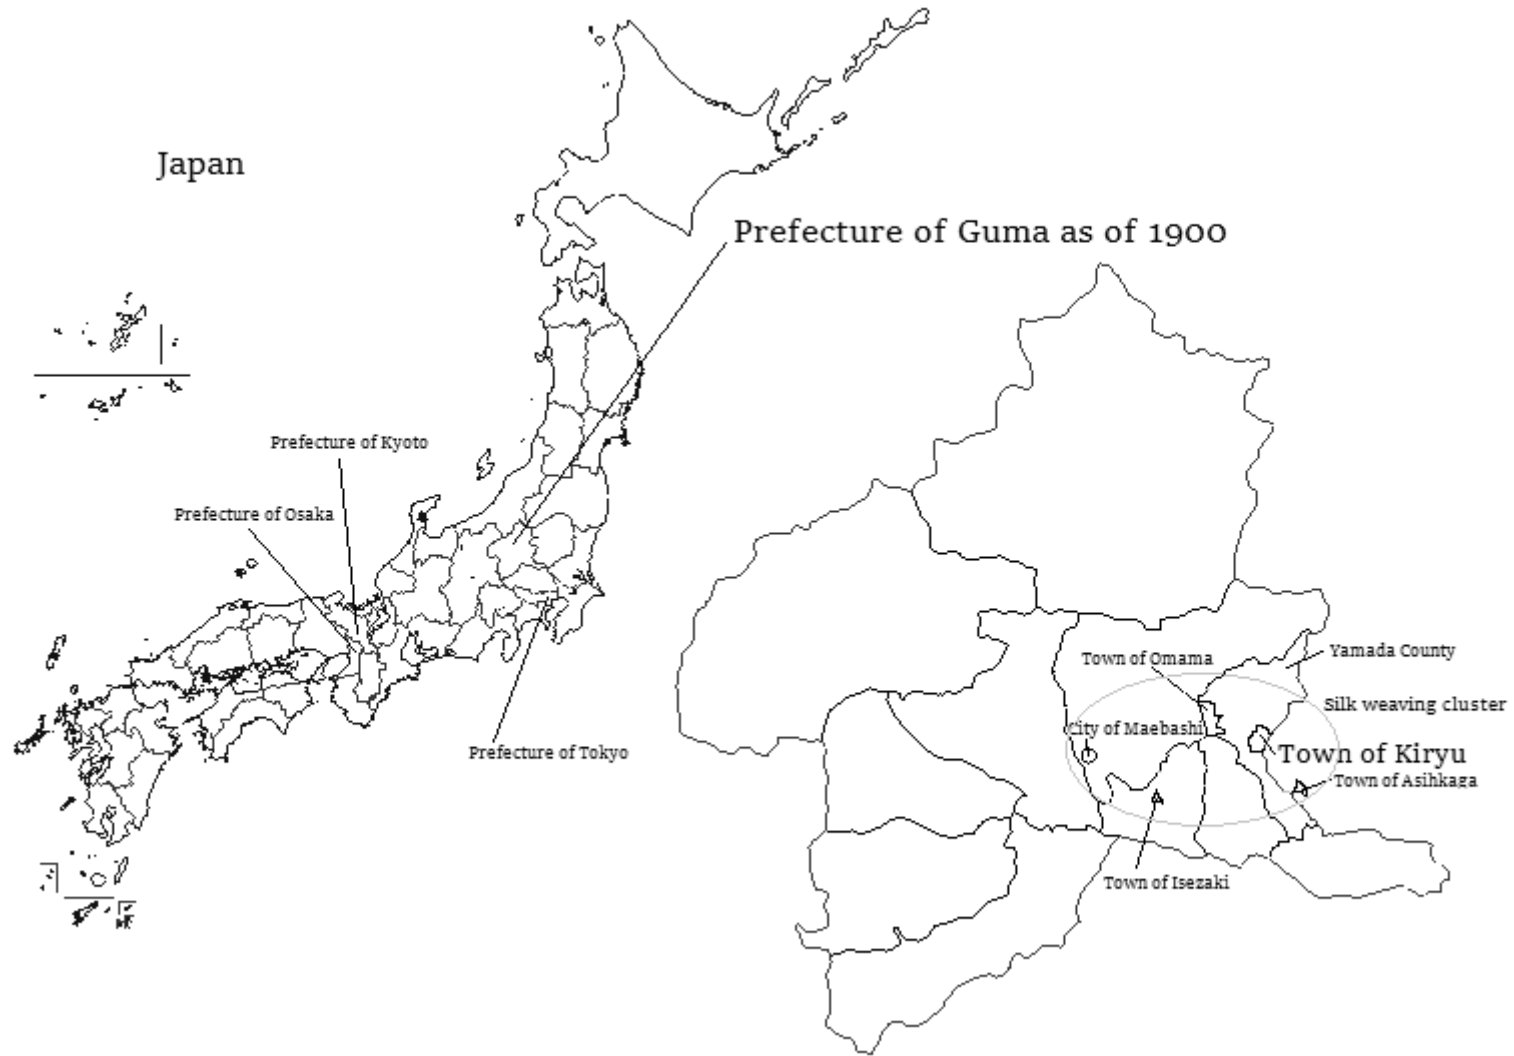 Japan
Prefecture of Guma as of 1900
Prefecture of Kyoto
Prefecture of Osaka
Yamada County
Town of Omama
Silk weaving cluster
City of Maebashi
Prefecture of Tokyo
Town of Kiryu
Town of Asihkaga
Town of Isezaki